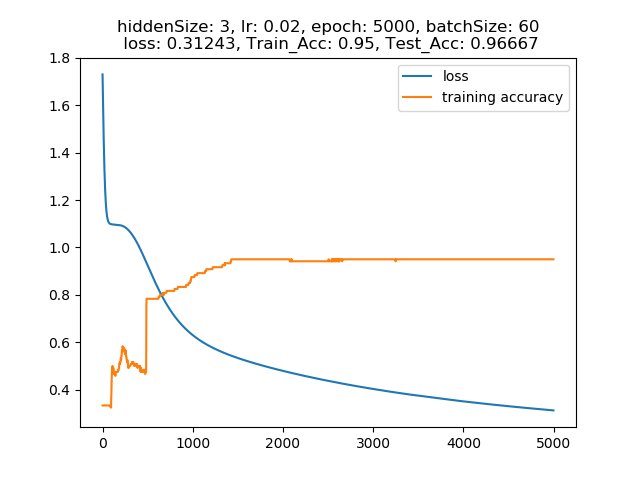 hiddenSize: 3, lr: 0.02, epoch: 5000, batchSize: 60
loss: 0.31243, Train_Acc: 0.95, Test_Acc: 0.96667
1.8
1.6
1.4
1.2
1.0
0.8
0.6
0.4
loss
training accuracy
0 1000 2000 3000 4000 5000